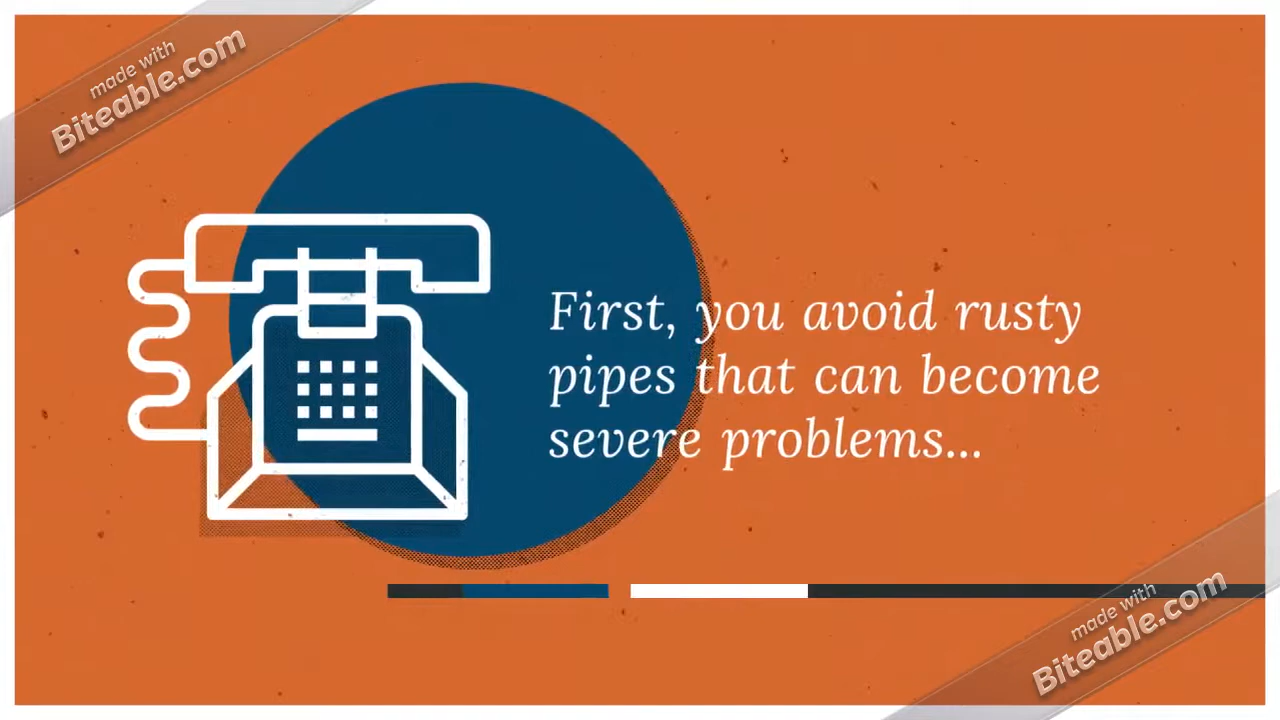 made with
Biteable.com
First, you avoid rusty
pipes that can become
severe problems...
made with
Biteable.com